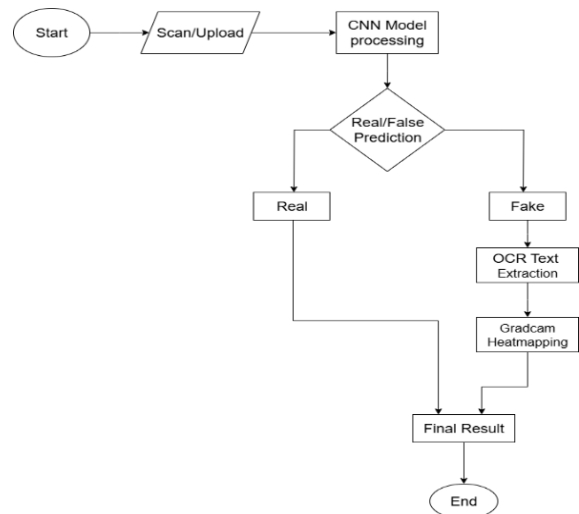 Start
Scan/Upload
CNN Model
processing
Real/False
Prediction
Real
Fake
OCR Text
Extraction
Gradcam
Heatmapping
Final Result
End